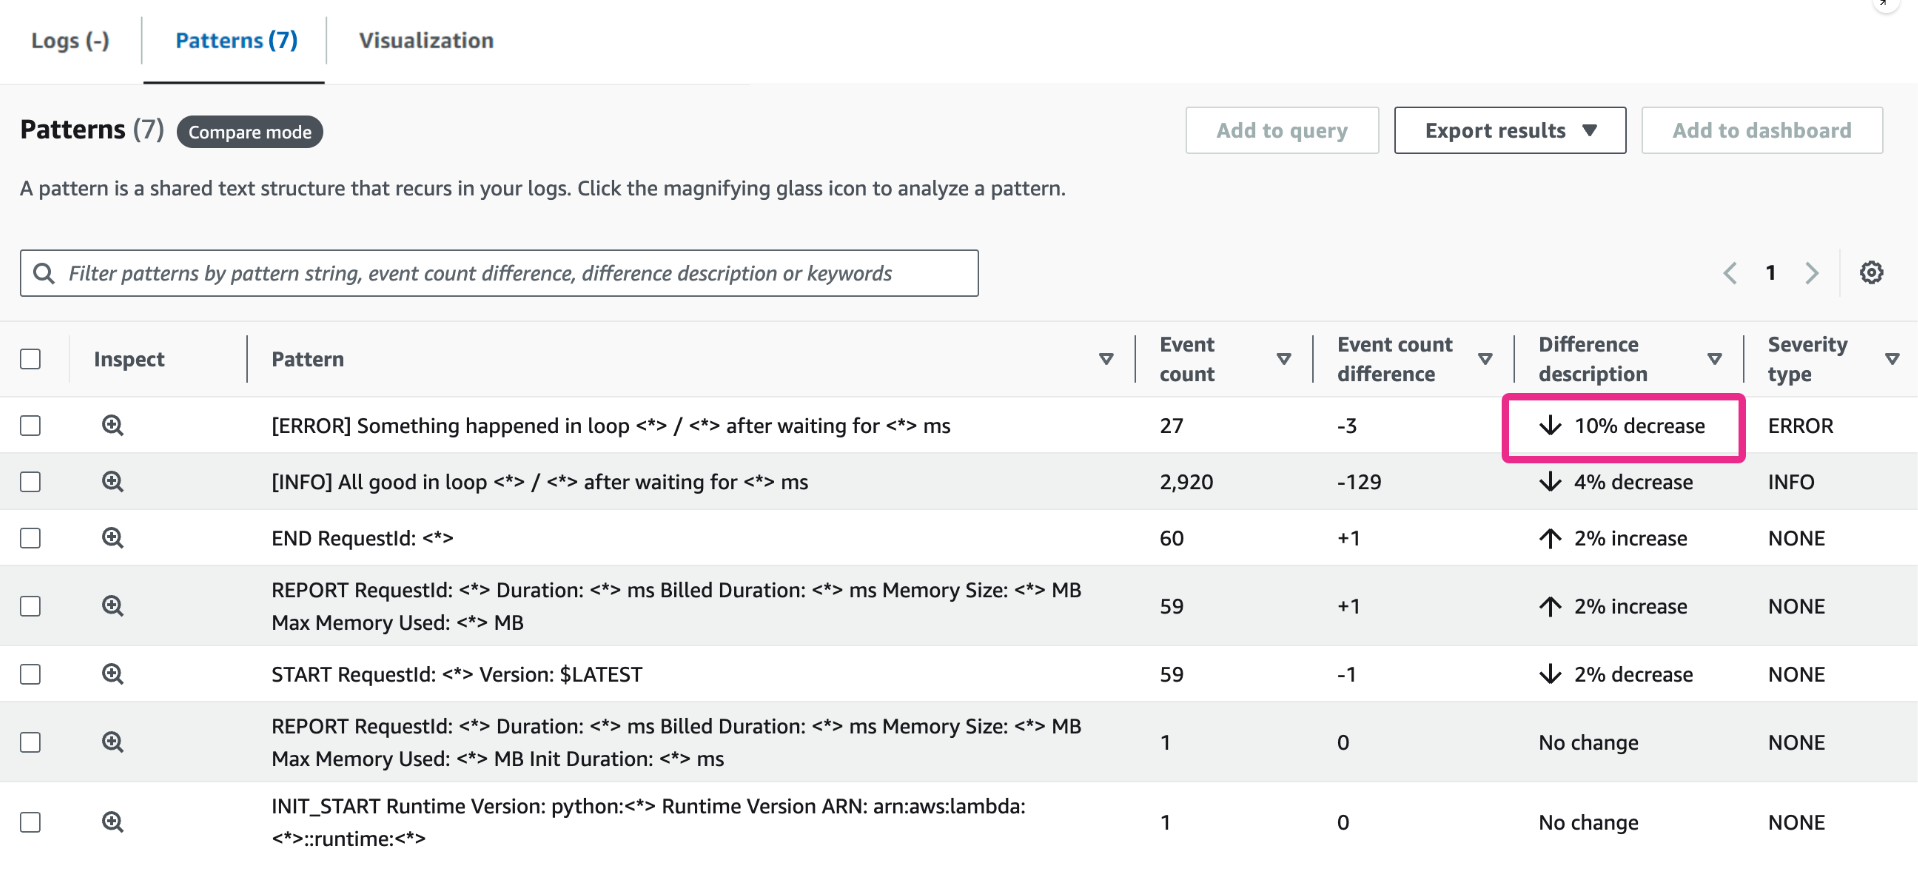 Logs (-) Patterns (7) Visualization
Patterns (7) Compare mode Add to query Export results Add to dashboard
A pattern is a shared text structure that recurs in your logs. Click the magnifying glass icon to analyze a pattern.
Filter patterns by pattern string, event count difference, difference description or keywords 1
Inspect Pattern Event count Event count difference Difference description Severity type
[ERROR] Something happened in loop <*> / <*> after waiting for <*> ms 27 -3 10% decrease ERROR
[INFO] All good in loop <*> / <*> after waiting for <*> ms 2,920 -129 4% decrease INFO
END RequestId: <*> 60 +1 2% increase NONE
REPORT RequestId: <*> Duration: <*> ms Billed Duration: <*> ms Memory Size: <*> MB
Max Memory Used: <*> MB 59 +1 2% increase NONE
START RequestId: <*> Version: $LATEST 59 -1 2% decrease NONE
REPORT RequestId: <*> Duration: <*> ms Billed Duration: <*> ms Memory Size: <*> MB
Max Memory Used: <*> MB Init Duration: <*> ms 1 0 No change NONE
INIT_START Runtime Version: python:<*> Runtime Version ARN: arn:aws:lambda:
<*>::runtime:<*> 1 0 No change NONE